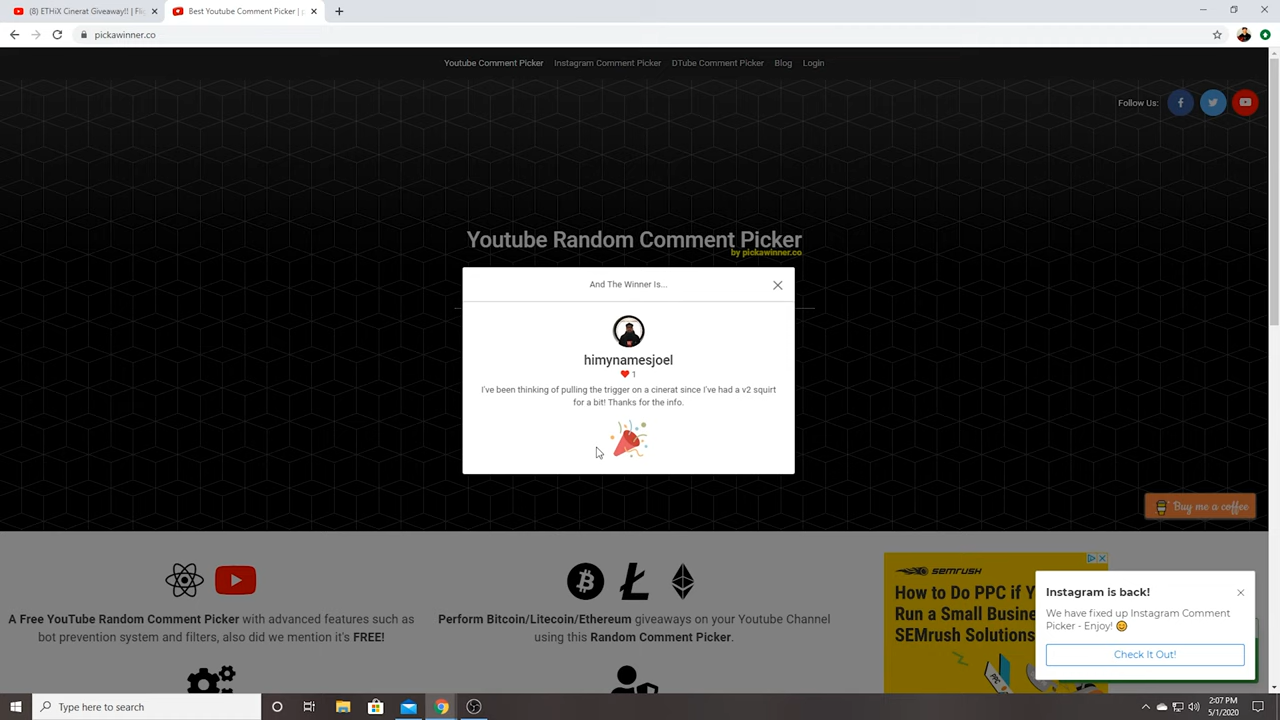 (8) ETHiX Cinerat Giveaway!! | Fli
Best Youtube Comment Picker |
pickawinner.co
Youtube Comment Picker
Instagram Comment Picker
DTube Comment Picker
Blog
Login
Follow Us:
Youtube Random Comment Picker
by pickawinner.co
And The Winner Is...
himynamesjoel
1
I've been thinking of pulling the trigger on a cinerat since I've had a v2 squirt
for a bit! Thanks for the info.
Buy me a coffee
A Free YouTube Random Comment Picker with advanced features such as
bot prevention system and filters, also did we mention it's FREE!
Perform Bitcoin/Litecoin/Ethereum giveaways on your Youtube Channel
using this Random Comment Picker.
SEMRUSH
How to Do PPC if Y
Run a Small Busine
SEMrush Solutions
Instagram is back!
We have fixed up Instagram Comment
Picker - Enjoy!
Check It Out!
Type here to search
2:07 PM
5/1/2020